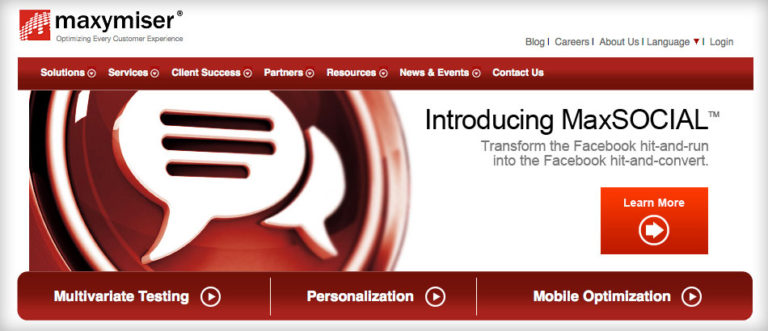 maxymiser®
Optimizing Every Customer Experience
Blog | Careers | About Us | Language ▼ | Login
Solutions Services Client Success Partners Resources News & Events Contact Us
Introducing MaxSOCIAL™
Transform the Facebook hit-and-run
into the Facebook hit-and-convert.
Learn More
Multivariate Testing Personalization Mobile Optimization